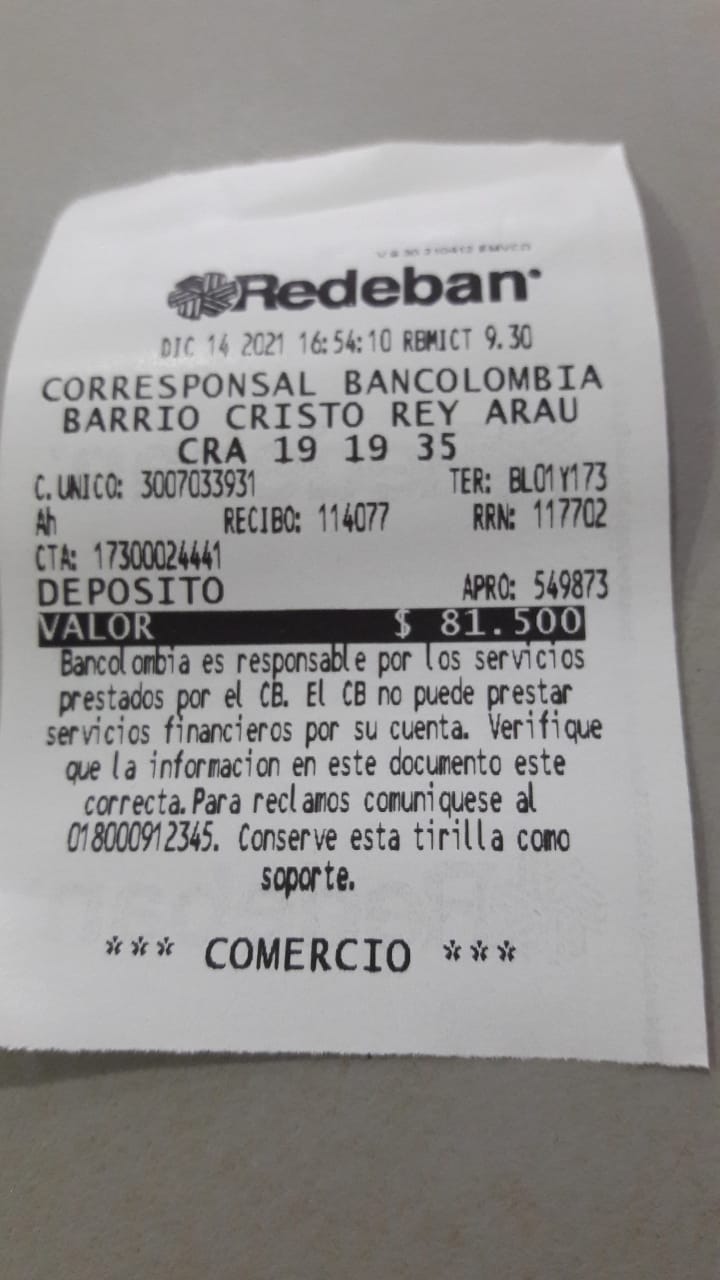 Redeban
DIC 14 2021 16:54:10 RBMICT 9.30
CORRESPONSAL BANCOLOMBIA
BARRIO CRISTO REY ARAU
CRA 19 19 35
C. UNICO: 3007033931 TER: BL01Y173
Ah RECIBO: 114077 RRN: 117702
CTA: 17300024441
DEPOSITO APRO: 549873
VALOR $ 81.500
Bancolombia es responsable por los servicios
prestados por el CB. El CB no puede prestar
servicios financieros por su cuenta. Verifique
que la informacion en este documento este
correcta. Para reclamos comuniquese al
018000912345. Conserve esta tirilla como
soporte.
*** COMERCIO ***